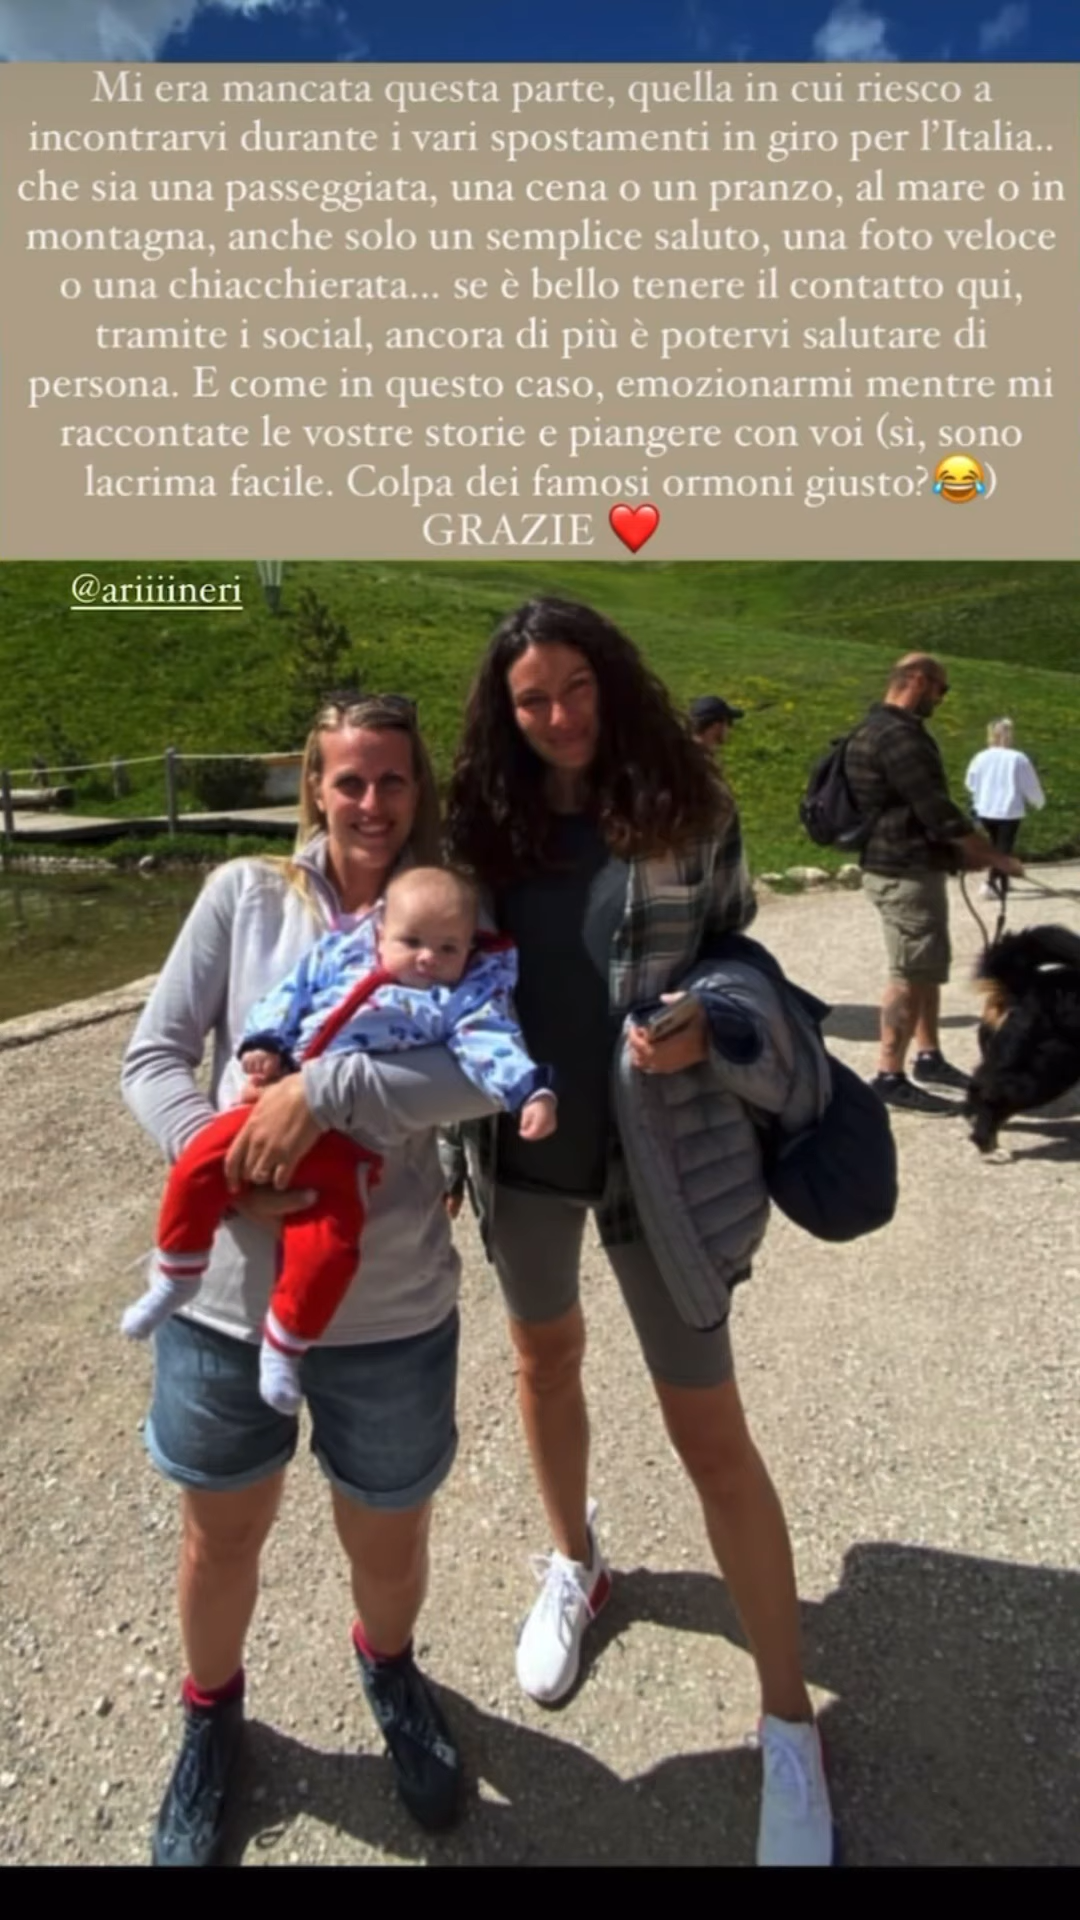 Mi era mancata questa parte, quella in cui riesco a
incontrarvi durante i vari spostamenti in giro per l’Italia..
che sia una passeggiata, una cena o un pranzo, al mare o in
montagna, anche solo un semplice saluto, una foto veloce
o una chiacchierata... se è bello tenere il contatto qui,
tramite i social, ancora di più è potervi salutare di
persona. E come in questo caso, emozionarmi mentre mi
raccontate le vostre storie e piangere con voi (sì, sono
lacrima facile. Colpa dei famosi ormoni giusto?😂)
GRAZIE ❤️
@ariiiineri